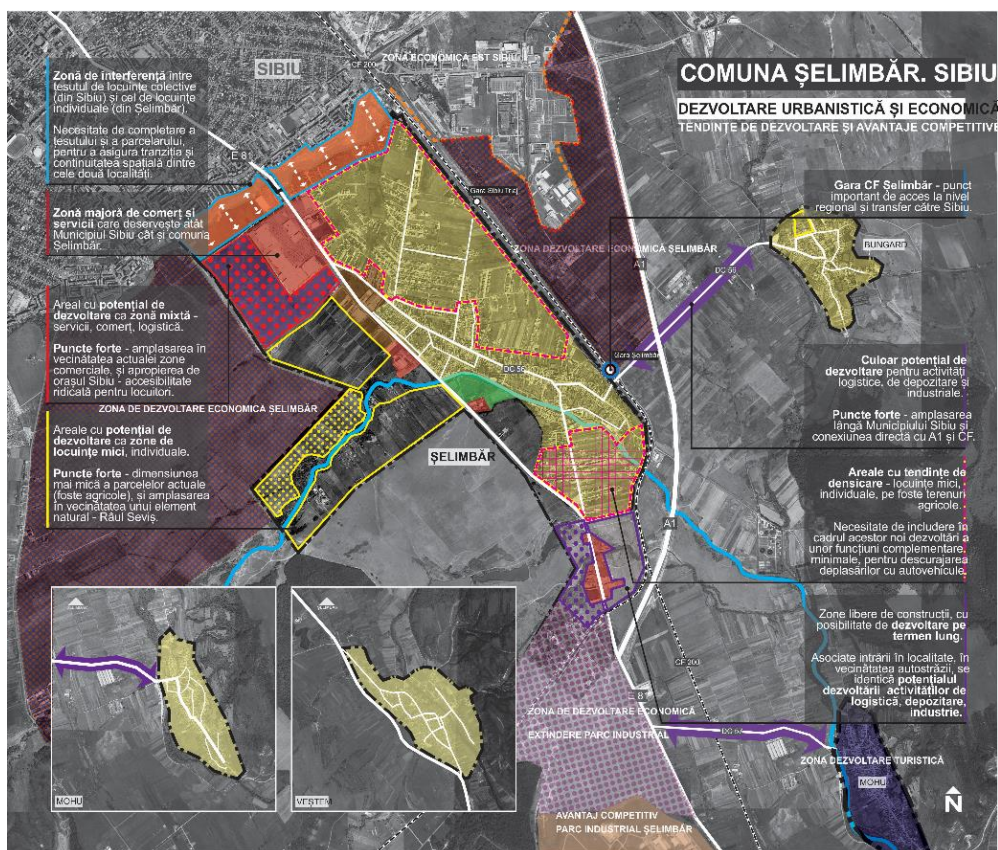 COMUNA ȘELIMBĂR. SIBIU
DEZVOLTARE URBANISTICĂ ȘI ECONOMICĂ
TENDINȚE DE DEZVOLTARE ȘI AVANTAJE COMPETITIVE
SIBIU
CF 200
ZONĂ ECONOMICĂ EST SIBIU
Zonă de interferență între
țesutul de locuințe colective
(din Sibiu) și cel de locuințe
individuale (din Șelimbăr)
Necesitate de completare a
țesutului și a parcelarului,
pentru a asigura tranziția și
continuitatea spațială dintre
cele două localități.
E 81
Zonă majoră de comerț și
servicii care deservește atât
Municipiul Sibiu cât și comuna
Șelimbăr.
Areal cu potențial de
dezvoltare ca zonă mixtă -
servicii, comerț, logistică.
Puncte forte - amplasarea în
vecinătatea actualei zone
comerciale, și apropierea de
orașul Sibiu - accesibilitate
ridicată pentru locuitori.
ZONA DE DEZVOLTARE ECONOMICA ȘELIMBĂR
Areale cu potențial de
dezvoltare ca zone de
locuințe mici, individuale.
Puncte forte - dimensiunea
mai mică a parcelelor actuale
(foste agricole), și amplasarea
în vecinătatea unui element
natural - Râul Seviș.
Gara Sibiu Triaj
ZONA DEZVOLTARE ECONOMICĂ ȘELIMBĂR
A1
DC 56
Gara Șelimbăr
DC 56
ȘELIMBĂR
Gara CF Șelimbăr - punct
important de acces la nivel
regional și transfer către Sibiu.
BUNGARD
Culoar potențial de
dezvoltare pentru activități
logistice, de depozitare și
industriale.
Puncte forte - amplasarea
lângă Municipiului Sibiu și
conexiunea directă cu A1 și CF.
Areale cu tendințe de
densicare - locuințe mici,
individuale, pe foste terenuri
agricole.
Necesitate de includere în
cadrul acestor noi dezvoltări a
unor funcțiuni complementare,
minimale, pentru descurajarea
deplasărilor cu autovehicule.
A1
Zone libere de construcții, cu
posibilitate de dezvoltare pe
termen lung.
Asociate intrării în localitate, în
vecinătatea autostrăzii, se
identică potențialul
dezvoltării activităților de
logistică, depozitare,
industrie.
CF 200
E 81
ZONA DE DEZVOLTARE ECONOMICĂ
EXTINDERE PARC INDUSTRIAL
ZONA DEZVOLTARE TURISTICĂ
MOHU
AVANTAJ COMPETITIV
PARC INDUSTRIAL ȘELIMBĂR
MOHU
VEȘTEM
N